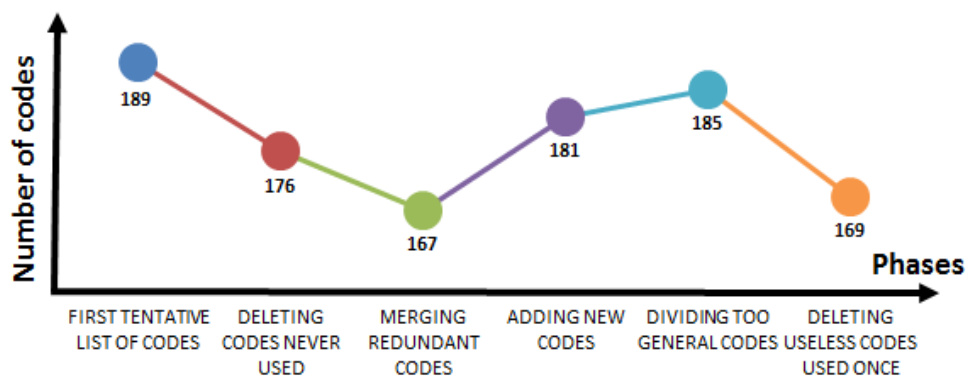 Number of codes
189
176
167
181
185
169
Phases
FIRST TENTATIVE
LIST OF CODES
DELETING
CODES NEVER
USED
MERGING
REDUNDANT
CODES
ADDING NEW
CODES
DIVIDING TOO
GENERAL CODES
DELETING
USELESS CODES
USED ONCE